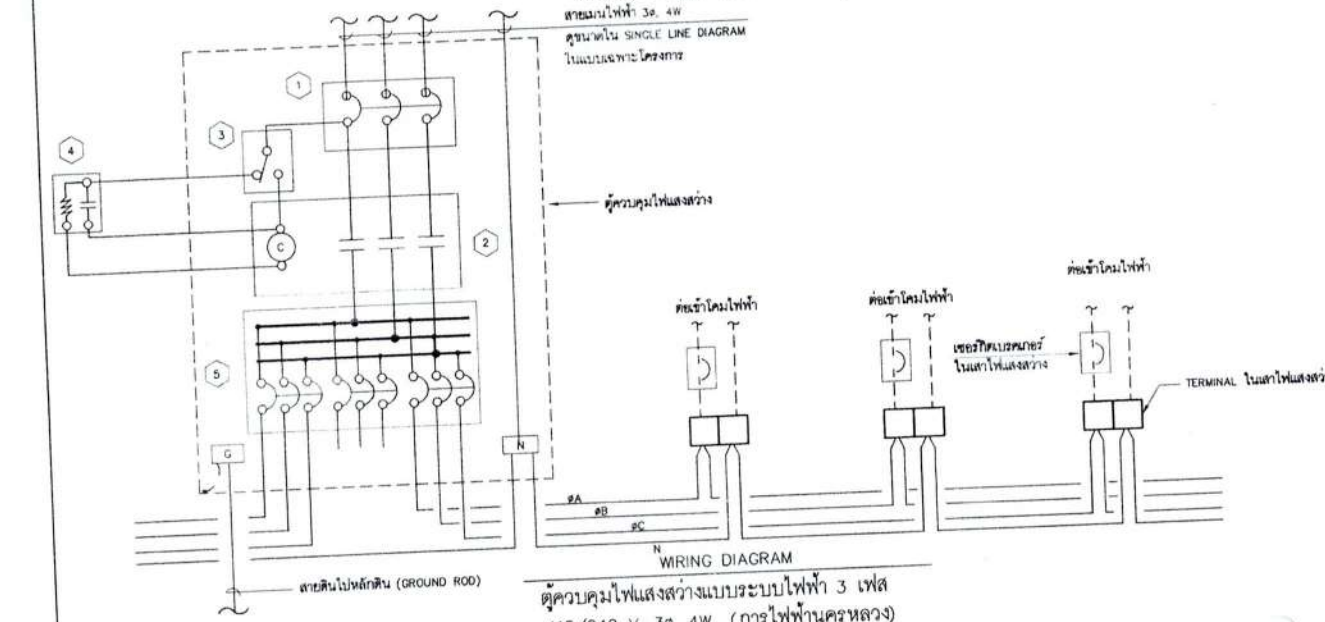 สายเมนไฟฟ้า 3ø, 4W
ดูขนาดใน SINGLE LINE DIAGRAM
ในแบบเฉพาะโครงการ
1
3
4
ตู้ควบคุมไฟแสงสว่าง
2
C
5
ต่อเข้าโคมไฟฟ้า
ต่อเข้าโคมไฟฟ้า
ต่อเข้าโคมไฟฟ้า
เซอร์กิตเบรคเกอร์
ในเสาไฟแสงสว่าง
TERMINAL ในเสาไฟแสงสว่
G
N
øA
øB
øC
N
สายดินไปหลักดิน (GROUND ROD)
WIRING DIAGRAM
ตู้ควบคุมไฟแสงสว่างแบบระบบไฟฟ้า 3 เฟส
3ø, 4W (การไฟฟ้านครหลวง)